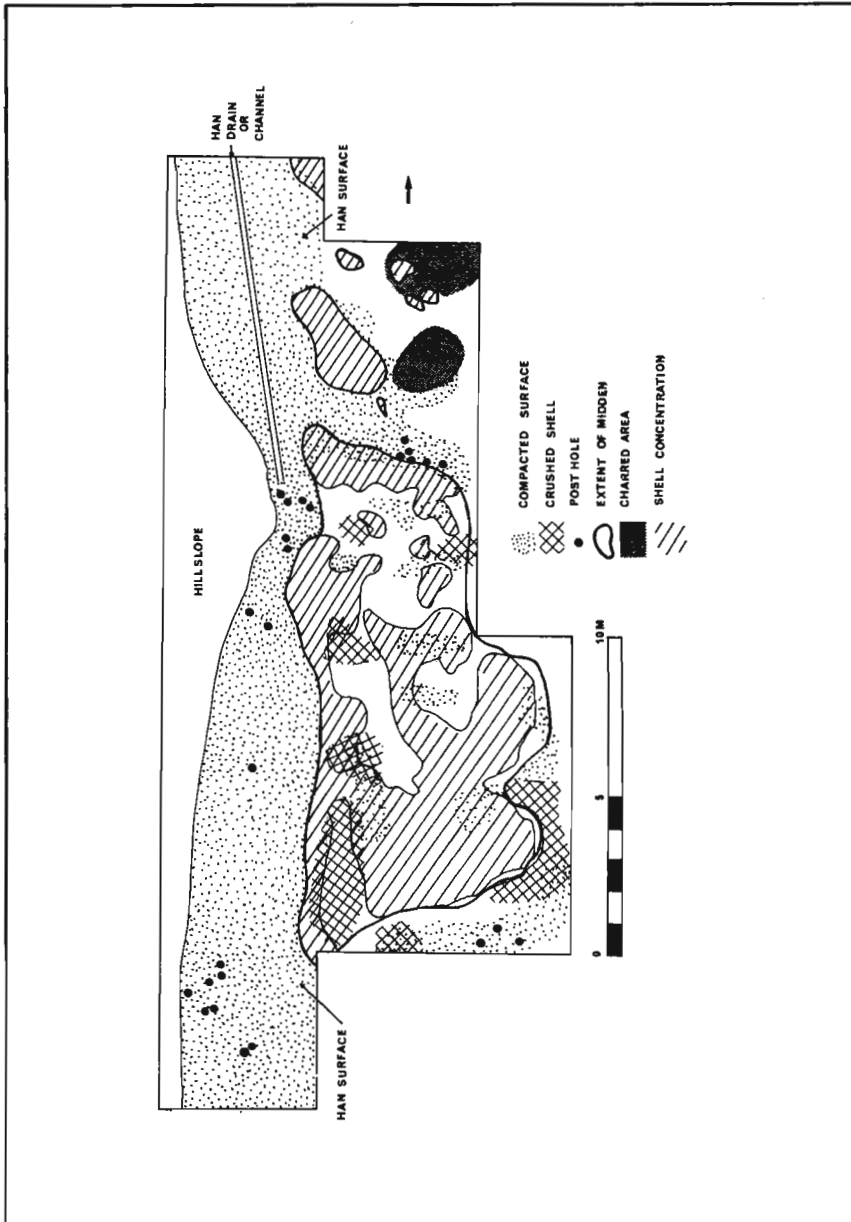 HAN
DRAIN
OR
CHANNEL
HILLSLOPE
HAN SURFACE
HAN SURFACE
COMPACTED SURFACE
CRUSHED SHELL
POST HOLE
EXTENT OF MIDDEN
CHARRED AREA
SHELL CONCENTRATION
0
5
10M